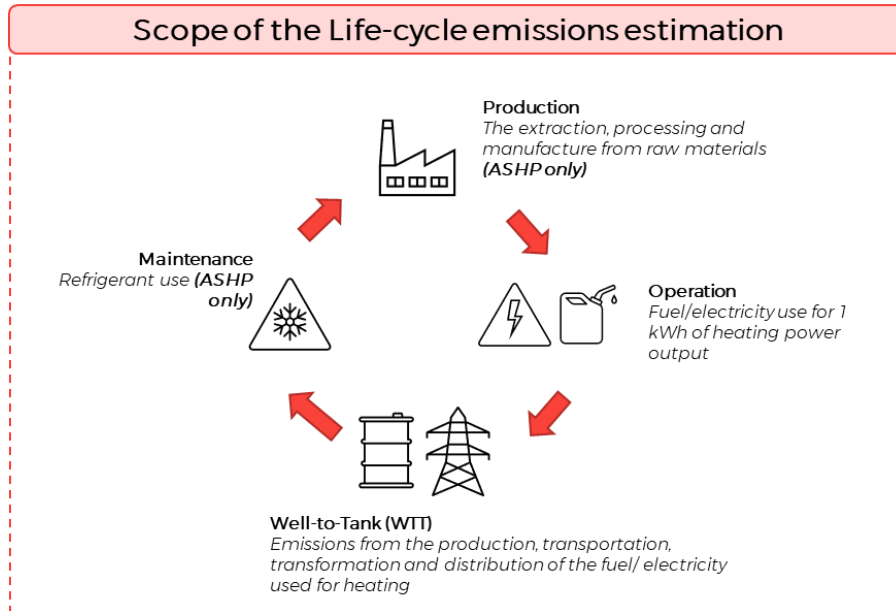 Scope of the Life-cycle emissions estimation
Production
The extraction, processing and
manufacture from raw materials
(ASHP only)
Maintenance
Refrigerant use (ASHP
only)
Operation
Fuel/electricity use for 1
kWh of heating power
output
Well-to-Tank (WTT)
Emissions from the production, transportation,
transformation and distribution of the fuel/ electricity
used for heating